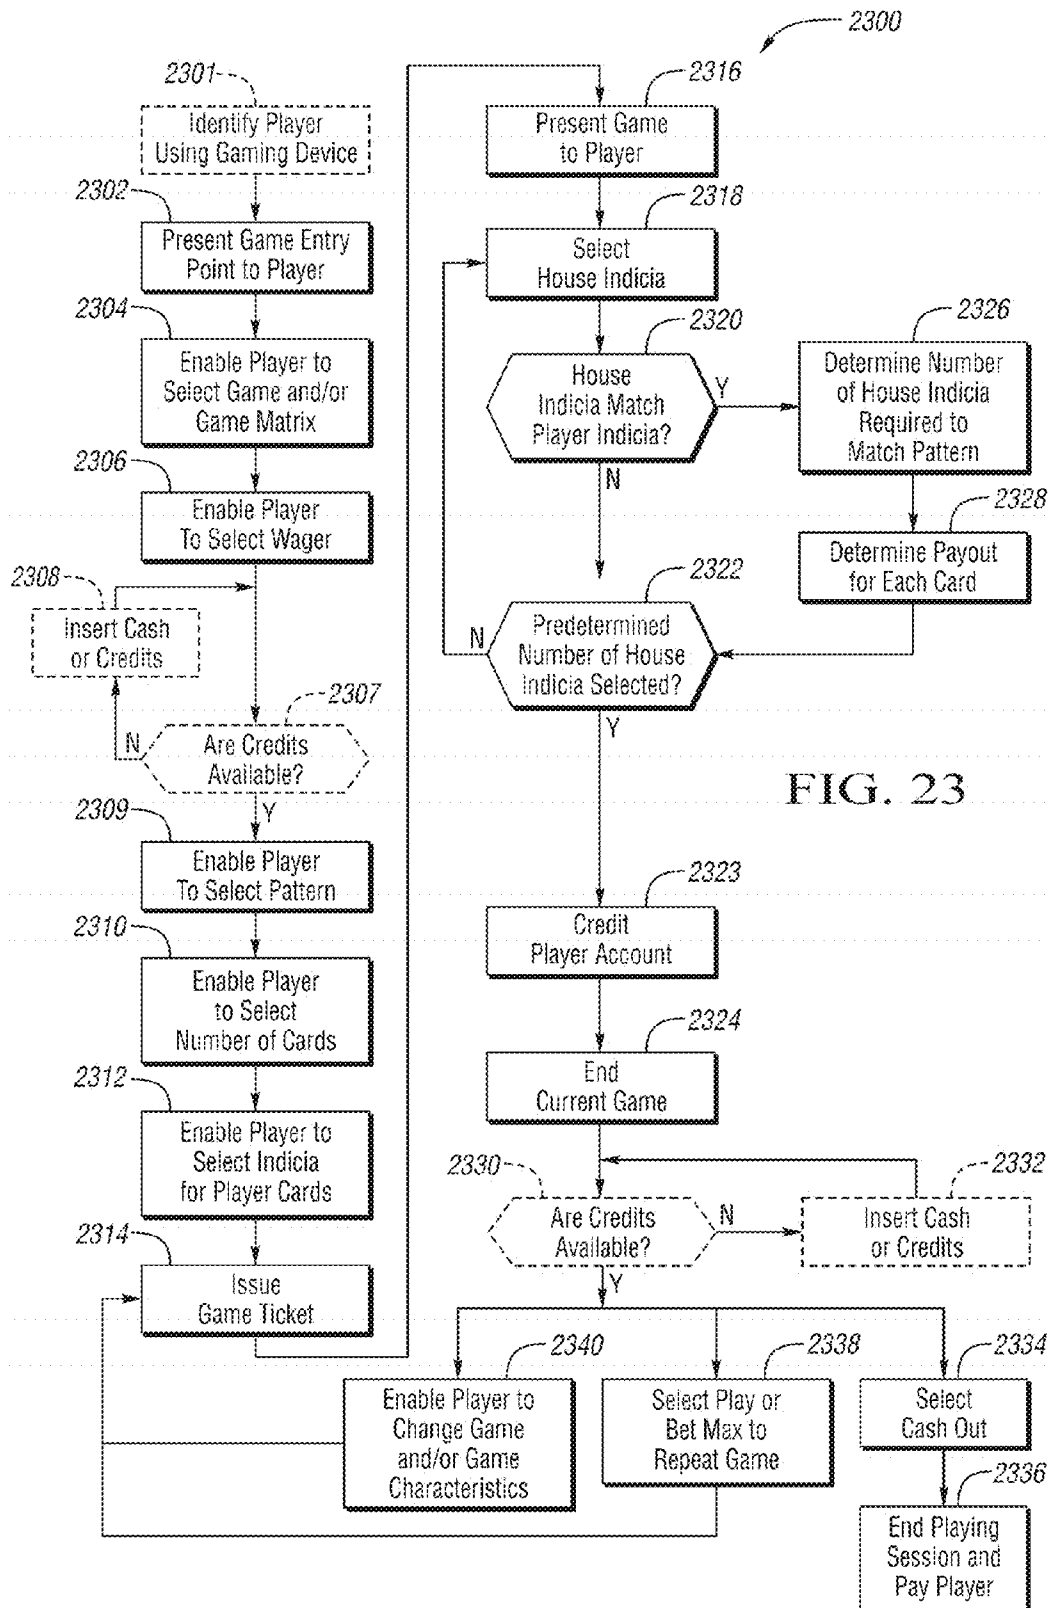 2300
2301
Identify Player
Using Gaming Device
2302
Present Game Entry
Point to Player
2304
Enable Player to
Select Game and/or
Game Matrix
2306
Enable Player
To Select Wager
2308
Insert Cash
or Credits
2307
N
Are Credits
Available?
Y
2309
Enable Player
To Select Pattern
2310
Enable Player
to Select
Number of Cards
2312
Enable Player to
Select Indicia
for Player Cards
2314
Issue
Game Ticket
2316
Present Game
to Player
2318
Select
House Indicia
2320
House
Indicia Match
Player Indicia?
Y
N
2326
Determine Number
of House Indicia
Required to
Match Pattern
2328
Determine Payout
for Each Card
2322
N
Predetermined
Number of House
Indicia Selected?
Y
FIG. 23
2323
Credit
Player Account
2324
End
Current Game
2330
Are Credits
Available?
N
Y
2332
Insert Cash
or Credits
2340
Enable Player to
Change Game
and/or Game
Characteristics
2338
Select Play or
Bet Max to
Repeat Game
2334
Select
Cash Out
2336
End Playing
Session and
Pay Player